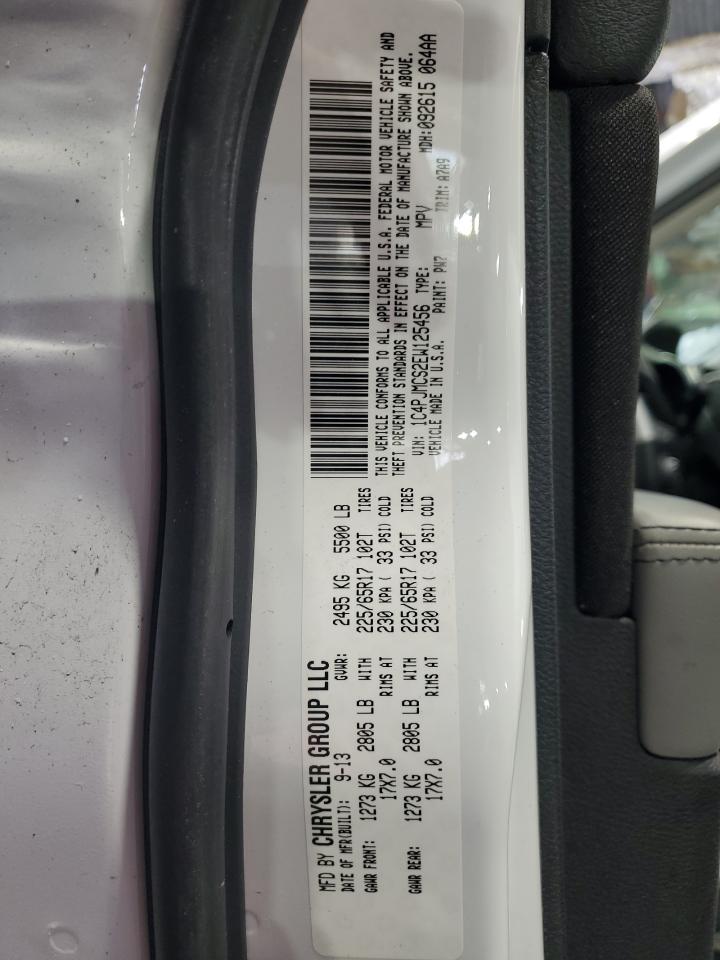 MFD BY CHRYSLER GROUP LLC
DATE OF MFR(BUILT): 9-13 GVWR: 2495 KG 5500 LB
GAWR FRONT: 1273 KG 2805 LB WITH 225/65R17 102T TIRES
17X7.0 RIMS AT 230 KPA ( 33 PSI) COLD
GAWR REAR: 1273 KG 2805 LB WITH 225/65R17 102T TIRES
17X7.0 RIMS AT 230 KPA ( 33 PSI) COLD
THIS VEHICLE CONFORMS TO ALL APPLICABLE U.S.A. FEDERAL MOTOR VEHICLE SAFETY AND
THEFT PREVENTION STANDARDS IN EFFECT ON THE DATE OF MANUFACTURE SHOWN ABOVE.
VIN: 1C4PJMCS2EW125456 TYPE: MPV MDH:092615 064AA
VEHICLE MADE IN U.S.A. PAINT: PW7 TRIM: A7A9